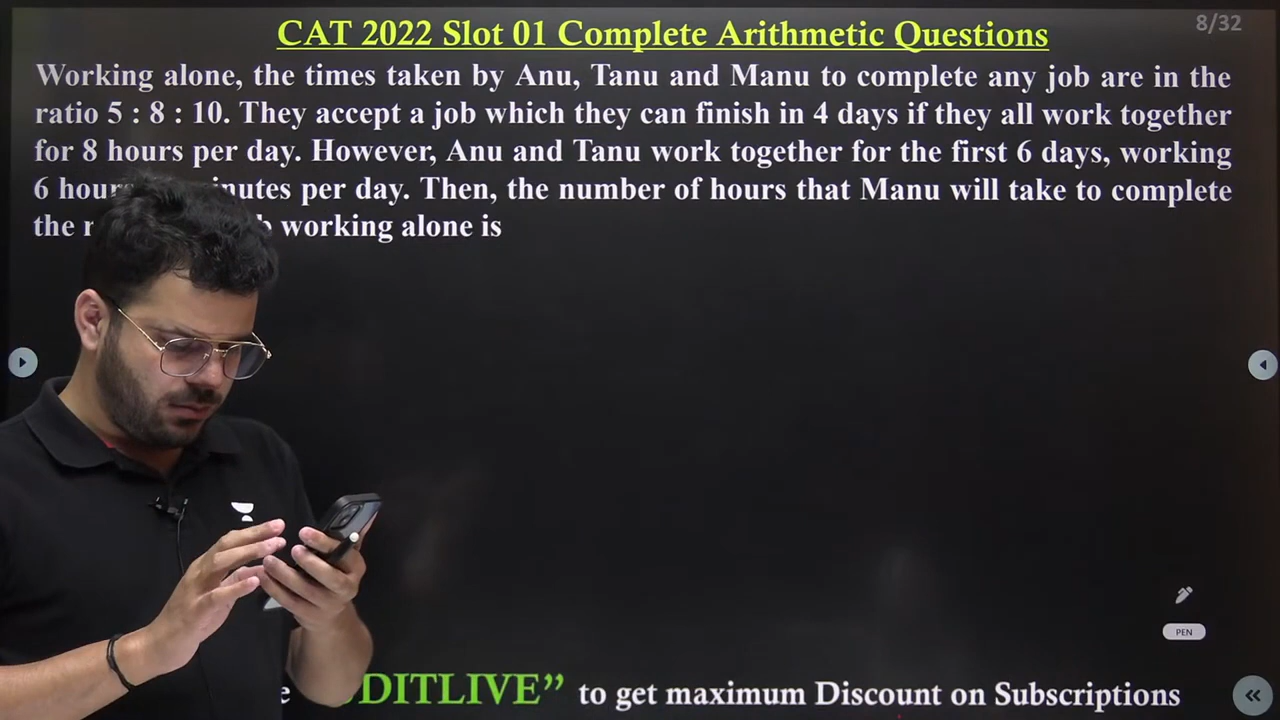 CAT 2022 Slot 01 Complete Arithmetic Questions
8/32
Working alone, the times taken by Anu, Tanu and Manu to complete any job are in the
ratio 5 : 8 : 10. They accept a job which they can finish in 4 days if they all work together
for 8 hours per day. However, Anu and Tanu work together for the first 6 days, working
6 per day. Then, the number of hours that Manu will take to complete
the working alone is
PEN
to get maximum Discount on Subscriptions